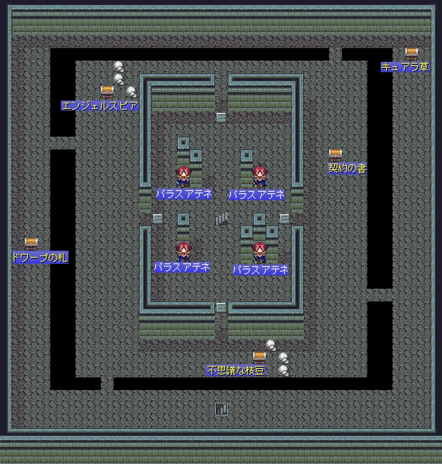 キュアラ草
エンジェルスピア
契約の書
パラスアテネ
パラスアテネ
ドワーブの札
パラスアテネ
パラスアテネ
不思議な枝豆